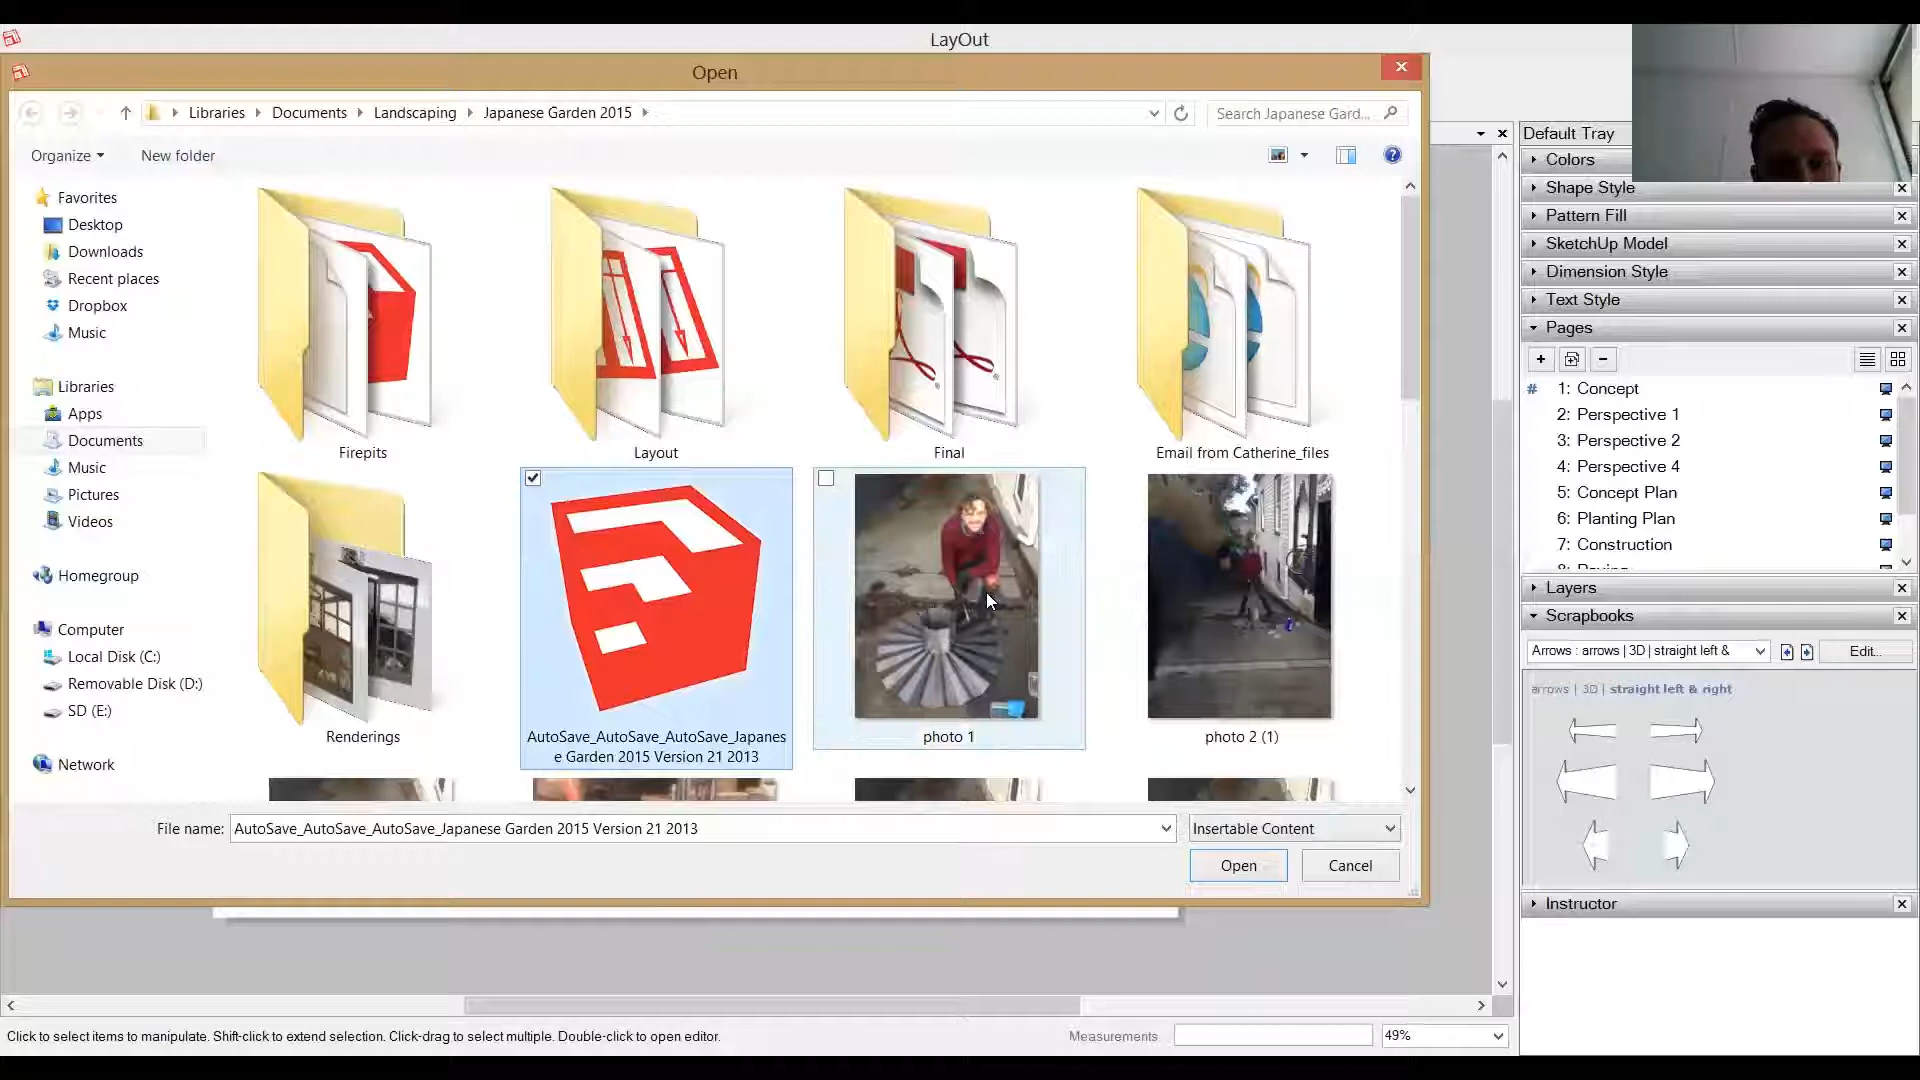 LayOut
Open
Libraries Documents Landscaping Japanese Garden 2015
Search Japanese Gard...
Organize
New folder
Favorites
Desktop
Downloads
Recent places
Dropbox
Music
Libraries
Apps
Documents
Music
Pictures
Videos
Homegroup
Computer
Local Disk (C:)
Removable Disk (D:)
SD (E:)
Network
Firepits
Layout
Final
Email from Catherine_files
Renderings
AutoSave_AutoSave_AutoSave_Japanes
e Garden 2015 Version 21 2013
photo 1
photo 2 (1)
File name: AutoSave_AutoSave_AutoSave_Japanese Garden 2015 Version 21 2013
Insertable Content
Open
Cancel
Default Tray
Colors
Shape Style
Pattern Fill
SketchUp Model
Dimension Style
Text Style
Pages
# 1: Concept
2: Perspective 1
3: Perspective 2
4: Perspective 4
5: Concept Plan
6: Planting Plan
7: Construction
Layers
Scrapbooks
Arrows : arrows | 3D | straight left &
Edit...
arrows | 3D | straight left & right
Instructor
Click to select items to manipulate. Shift-click to extend selection. Click-drag to select multiple. Double-click to open editor.
Measurements
49%